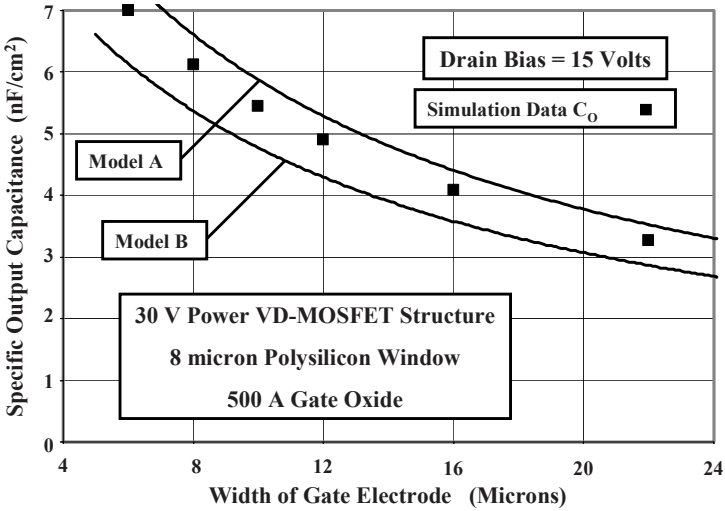 Specific Output Capacitance (nF/cm²)
7
6
5
4
3
2
1
0
Drain Bias = 15 Volts
Simulation Data C_O
Model A
Model B
30 V Power VD-MOSFET Structure
8 micron Polysilicon Window
500 A Gate Oxide
4 8 12 16 20 24
Width of Gate Electrode (Microns)